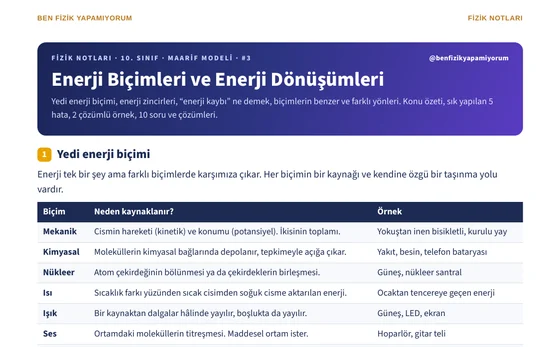 BEN FİZİK YAPAMIYORUM FİZİK NOTLARI
FİZİK NOTLARI · 10. SINIF · MAARİF MODELİ · #3 @benfizikyapamiyorum
Enerji Biçimleri ve Enerji Dönüşümleri
Yedi enerji biçimi, enerji zincirleri, “enerji kaybı” ne demek, biçimlerin benzer ve farklı yönleri. Konu özeti, sık yapılan 5
hata, 2 çözümlü örnek, 10 soru ve çözümleri.
1 Yedi enerji biçimi
Enerji tek bir şey ama farklı biçimlerde karşımıza çıkar. Her biçimin bir kaynağı ve kendine özgü bir taşınma yolu
vardır.
Biçim Neden kaynaklanır? Örnek
Mekanik Cismin hareketi (kinetik) ve konumu (potansiyel). İkisinin toplamı. Yokuştan inen bisikletli, kurulu yay
Kimyasal Moleküllerin kimyasal bağlarında depolanır, tepkimeyle açığa çıkar. Yakıt, besin, telefon bataryası
Nükleer Atom çekirdeğinin bölünmesi ya da çekirdeklerin birleşmesi. Güneş, nükleer santral
Isı Sıcaklık farkı yüzünden sıcak cisimden soğuk cisme aktarılan enerji. Ocaktan tencereye geçen enerji
Işık Bir kaynaktan dalgalar hâlinde yayılır, boşlukta da yayılır. Güneş, LED, ekran
Ses Ortamdaki moleküllerin titreşmesi. Maddesel ortam ister. Hoparlör, gitar teli